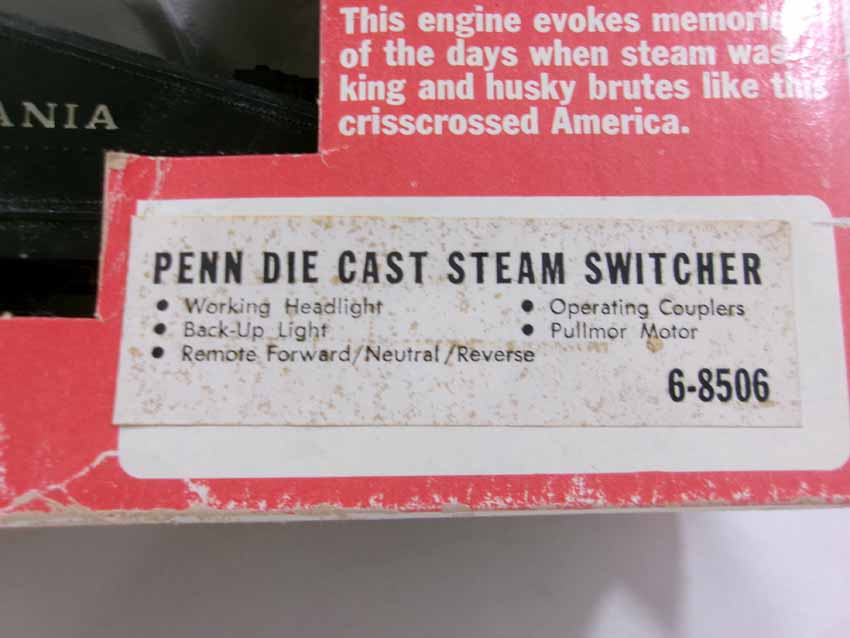 This engine evokes
of the days when steam was
king and husky brutes like this
crisscrossed America.
ANIA
PENN DIE CAST STEAM SWITCHER
• Working Headlight
• Back-Up Light
• Remote Forward/Neutral/Reverse
• Operating Couplers
• Pullmor Motor
6-8506